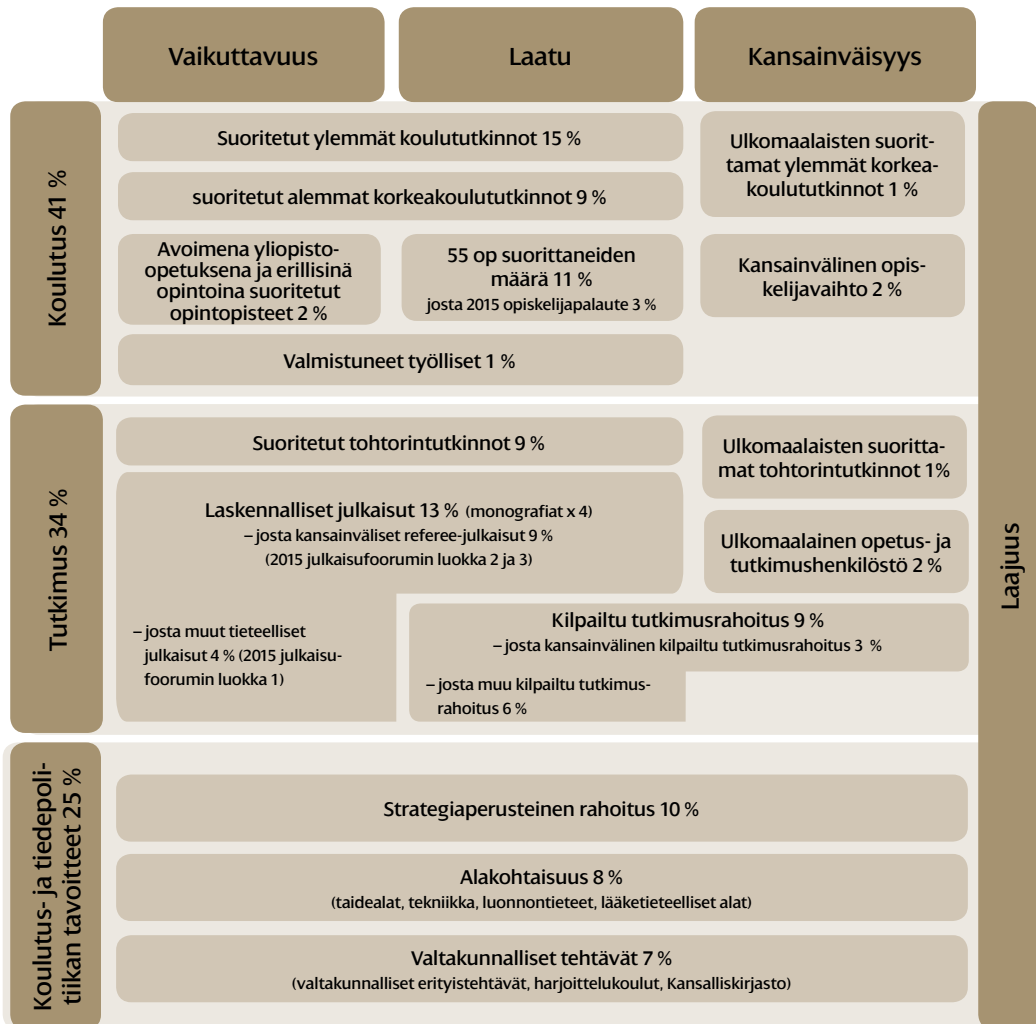 Vaikuttavuus
Laatu
Kansainväisyys
Koulutus 41 %
Suoritetut ylemmät koulututkinnot 15 %
suoritetut alemmat korkeakoulututkinnot 9 %
Avoimena yliopisto-
opetuksena ja erillisinä
opintoina suoritetut
opintopisteet 2 %
55 op suorittaneiden
määrä 11 %
josta 2015 opiskelijapalaute 3 %
Valmistuneet työlliset 1 %
Ulkomaalaisten suorit-
tamat ylemmät korkea-
koulututkinnot 1 %
Kansainvälinen opis-
kelijavaihto 2 %
Tutkimus 34 %
Suoritetut tohtorintutkinnot 9 %
Laskennalliset julkaisut 13 % (monografiat x 4)
– josta kansainväliset referee-julkaisut 9 %
(2015 julkaisufoorumin luokka 2 ja 3)
– josta muut tieteelliset
julkaisut 4 % (2015 julkaisu-
foorumin luokka 1)
Ulkomaalaisten suoritta-
mat tohtorintutkinnot 1%
Ulkomaalainen opetus- ja
tutkimushenkilöstö 2 %
Kilpailtu tutkimusrahoitus 9 %
– josta kansainvälinen kilpailtu tutkimusrahoitus 3 %
– josta muu kilpailtu tutkimus-
rahoitus 6 %
Koulutus- ja tiedepoli-
tiikan tavoitteet 25 %
Strategiaperusteinen rahoitus 10 %
Alakohtaisuus 8 %
(taidealat, tekniikka, luonnontieteet, lääketieteelliset alat)
Valtakunnalliset tehtävät 7 %
(valtakunnalliset erityistehtävät, harjoittelukoulut, Kansalliskirjasto)
Laajuus